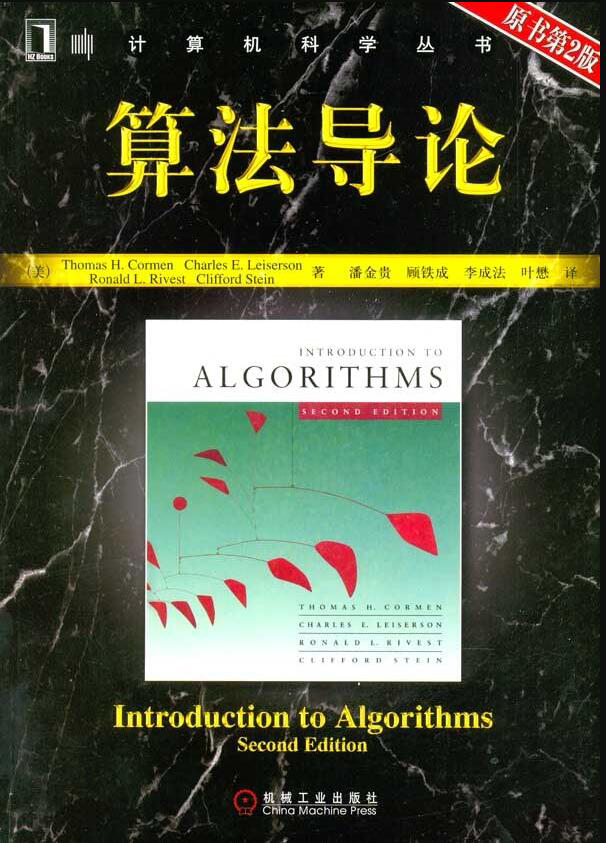 HZ Books
计算机科学丛书
原书第2版
算法导论
（美）
Thomas H. Cormen Charles E. Leiserson
Ronald L. Rivest Clifford Stein
著
潘金贵 顾铁成 李成法 叶懋 译
INTRODUCTION TO
ALGORITHMS
SECOND EDITION
THOMAS H. CORMEN
CHARLES E. LEISERSON
RONALD L. RIVEST
CLIFFORD STEIN
Introduction to Algorithms
Second Edition
机械工业出版社
China Machine Press